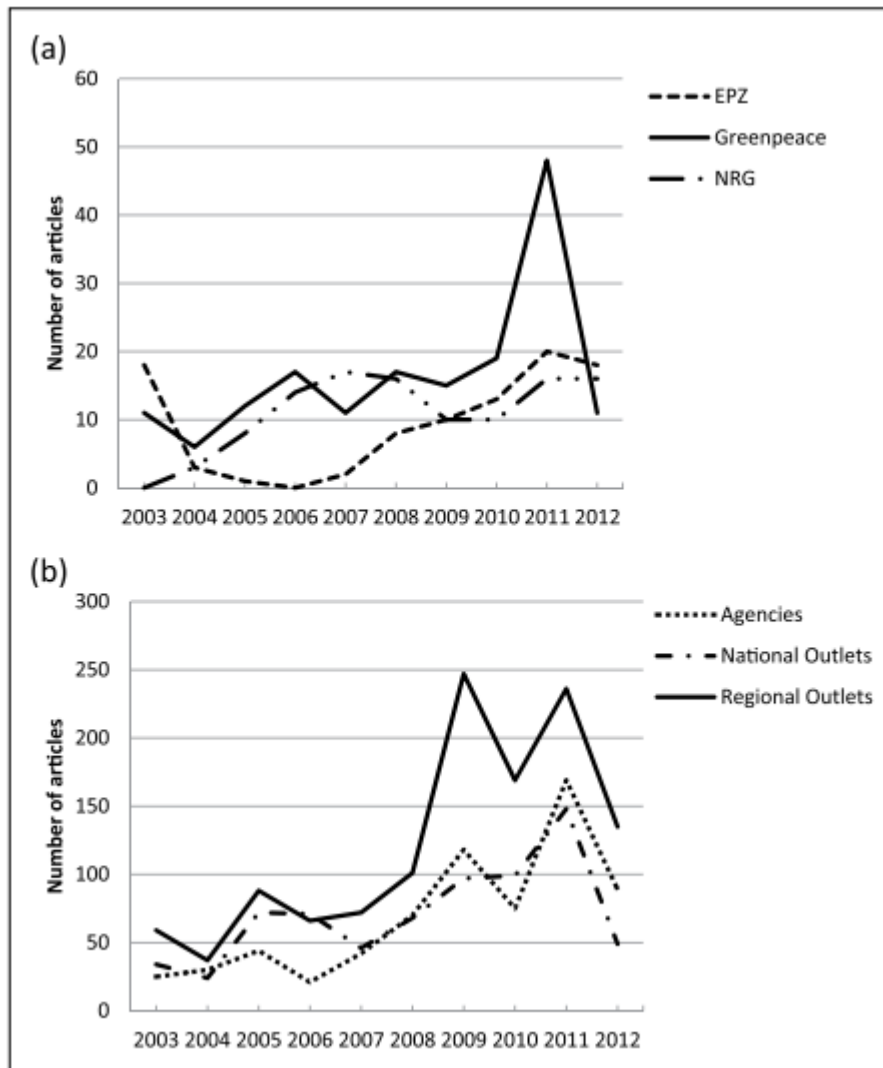 (a)
60
50
40
30
20
10
0
Number of articles
2003 2004 2005 2006 2007 2008 2009 2010 2011 2012
EPZ
Greenpeace
NRG
(b)
300
250
200
150
100
50
0
Number of articles
2003 2004 2005 2006 2007 2008 2009 2010 2011 2012
Agencies
National Outlets
Regional Outlets